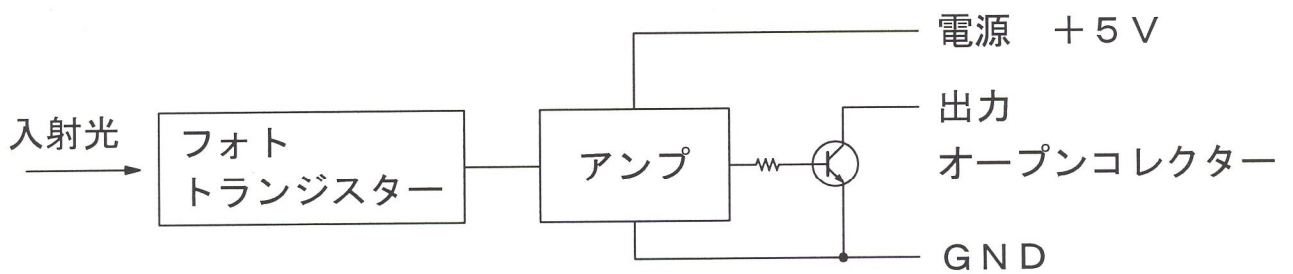 電源　＋５Ｖ
入射光
フォト
トランジスター
アンプ
出力
オープンコレクター
ＧＮＤ